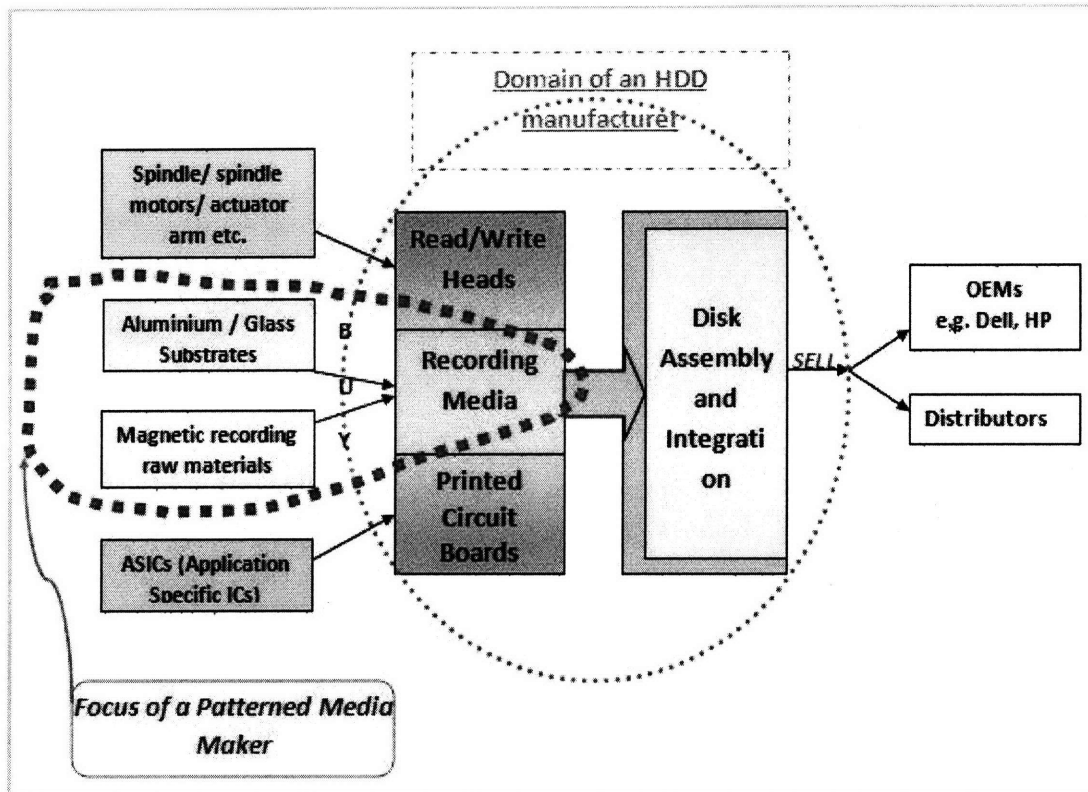 Domain of an HDD
manufacturer
Spindle/ spindle
motors/ actuator
arm etc.
Read/Write
Heads
Aluminium / Glass
Substrates
B
U
Y
Recording
Media
Magnetic recording
raw materials
Printed
Circuit
Boards
ASICs (Application
Specific ICs)
Disk
Assembly
and
Integrati
on
SELL
OEMs
e,g. Dell, HP
Distributors
Focus of a Patterned Media
Maker